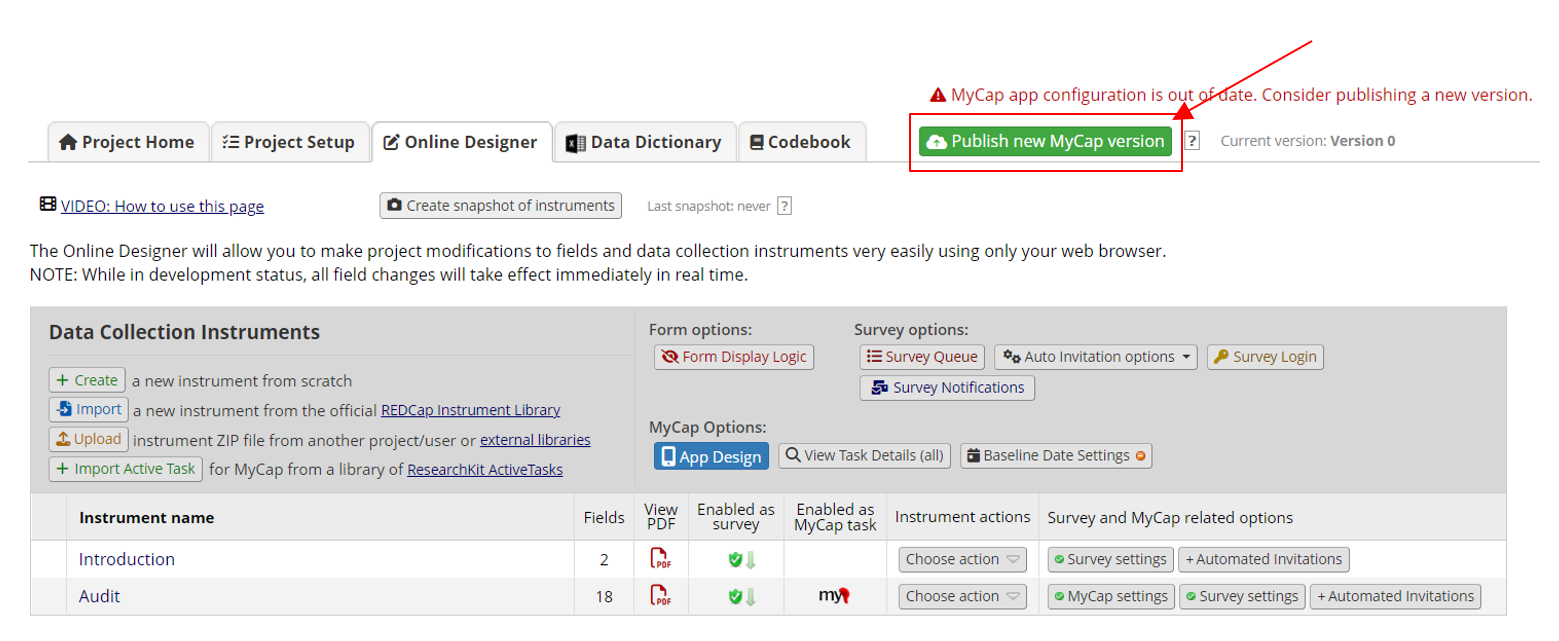 MyCap app configuration is out of date. Consider publishing a new version.
Project Home Project Setup Online Designer Data Dictionary Codebook Publish new MyCap version ? Current version: Version 0
VIDEO: How to use this page Create snapshot of instruments Last snapshot: never ?
The Online Designer will allow you to make project modifications to fields and data collection instruments very easily using only your web browser.
NOTE: While in development status, all field changes will take effect immediately in real time.
Data Collection Instruments
+ Create a new instrument from scratch
Import a new instrument from the official REDCap Instrument Library
Upload instrument ZIP file from another project/user or external libraries
+ Import Active Task for MyCap from a library of ResearchKit ActiveTasks
Form options:
Form Display Logic
Survey options:
Survey Queue Auto Invitation options Survey Login
Survey Notifications
MyCap Options:
App Design View Task Details (all) Baseline Date Settings
Instrument name Fields View PDF Enabled as survey Enabled as MyCap task Instrument actions Survey and MyCap related options
Introduction 2 PDF Choose action Survey settings + Automated Invitations
Audit 18 PDF my Choose action MyCap settings Survey settings + Automated Invitations